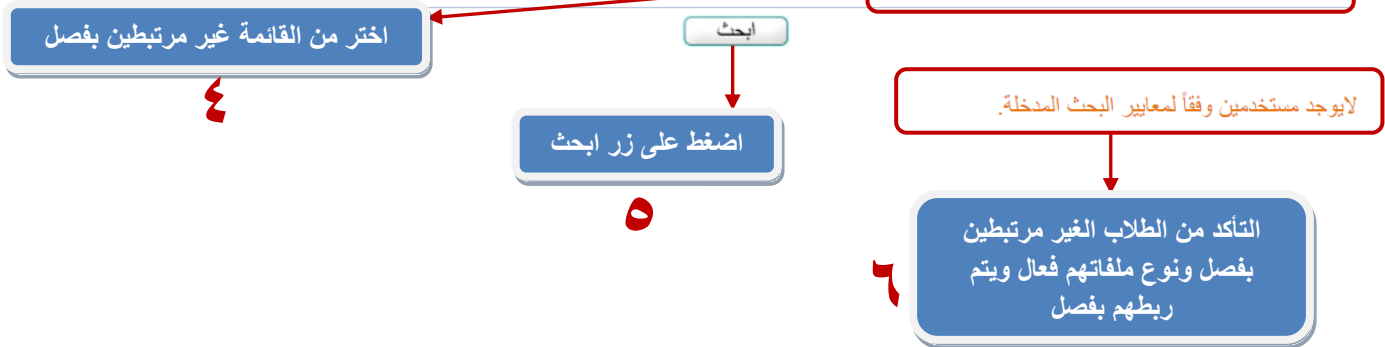 اختر من القائمة غير مرتبطين بفصل
٤
ابحث
اضغط على زر ابحث
٥
لايوجد مستخدمين وفقاً لمعايير البحث المدخلة.
التأكد من الطلاب الغير مرتبطين
بفصل ونوع ملفاتهم فعال ويتم
ربطهم بفصل
٦